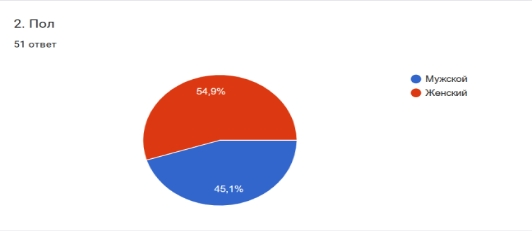 2. Пол
51 ответ
Мужской
Женский
54,9%
45,1%